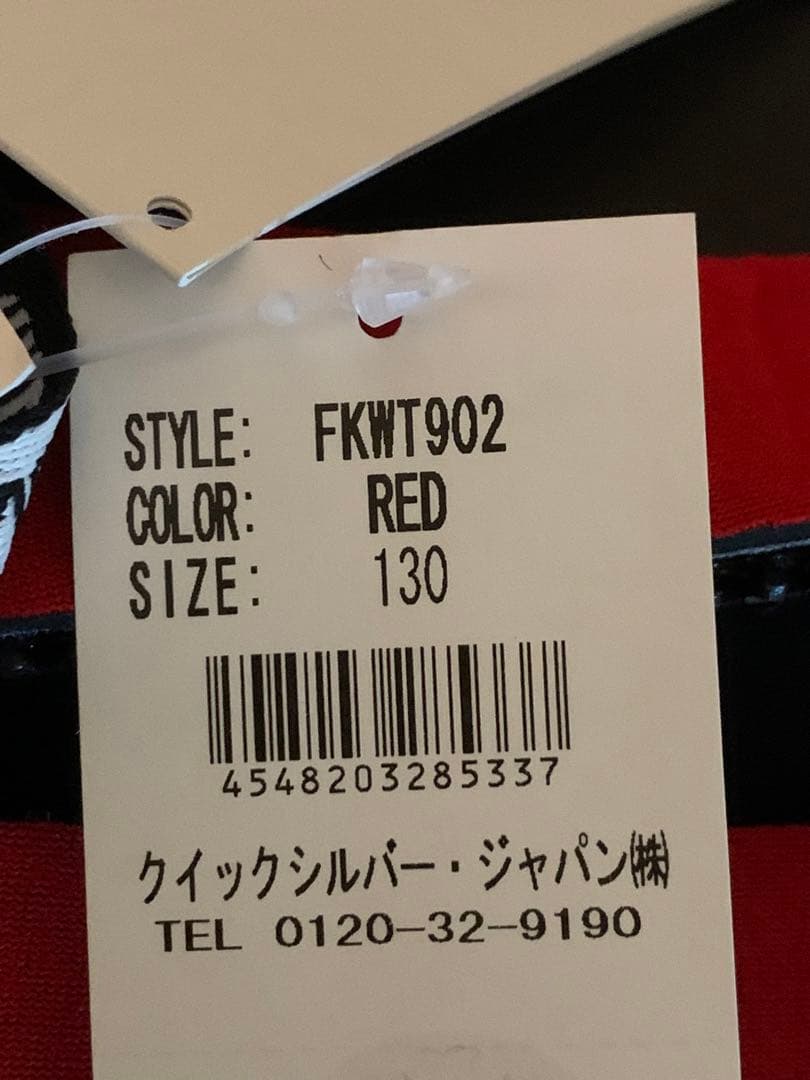 STYLE: FKWT902
COLOR: RED
SIZE: 130
4548203285337
クイックシルバー・ジャパン㈱
TEL 0120-32-9190